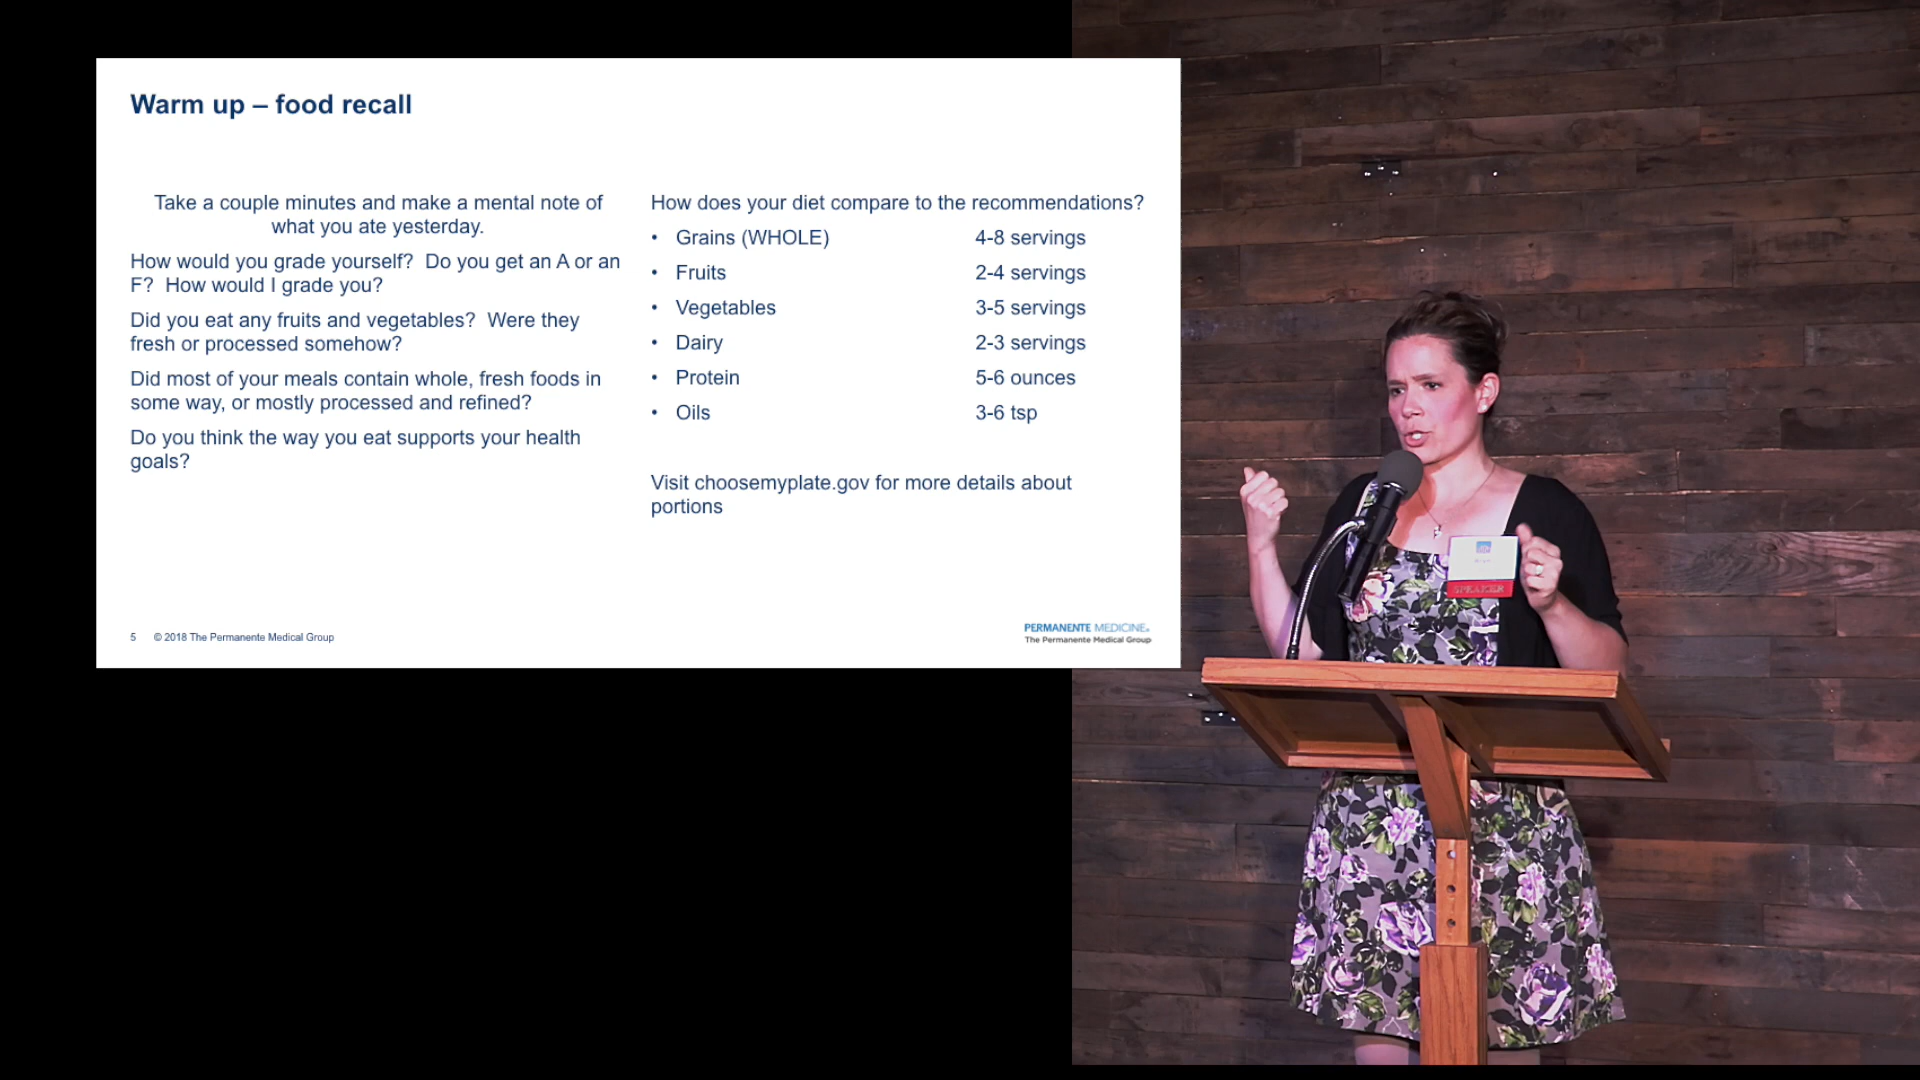 Warm up – food recall
Take a couple minutes and make a mental note of
what you ate yesterday.
How would you grade yourself?  Do you get an A or an
F?  How would I grade you?
Did you eat any fruits and vegetables?  Were they
fresh or processed somehow?
Did most of your meals contain whole, fresh foods in
some way, or mostly processed and refined?
Do you think the way you eat supports your health
goals?
How does your diet compare to the recommendations?
• Grains (WHOLE) 4-8 servings
• Fruits 2-4 servings
• Vegetables 3-5 servings
• Dairy 2-3 servings
• Protein 5-6 ounces
• Oils 3-6 tsp
Visit choosemyplate.gov for more details about
portions
5 © 2018 The Permanente Medical Group
PERMANENTE MEDICINE®
The Permanente Medical Group
SPEAKER